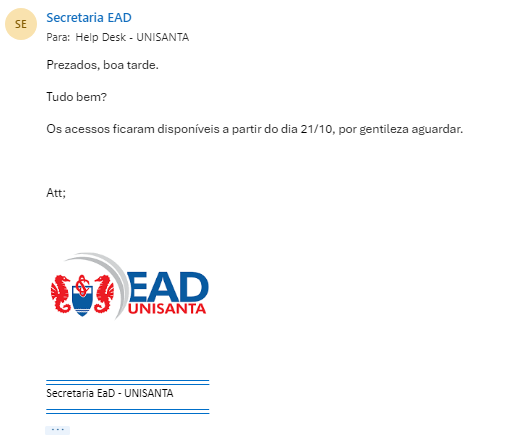 SE
Secretaria EAD
Para: Help Desk - UNISANTA
Prezados, boa tarde.
Tudo bem?
Os acessos ficaram disponíveis a partir do dia 21/10, por gentileza aguardar.
Att;
EAD
UNISANTA
Secretaria EaD - UNISANTA
...